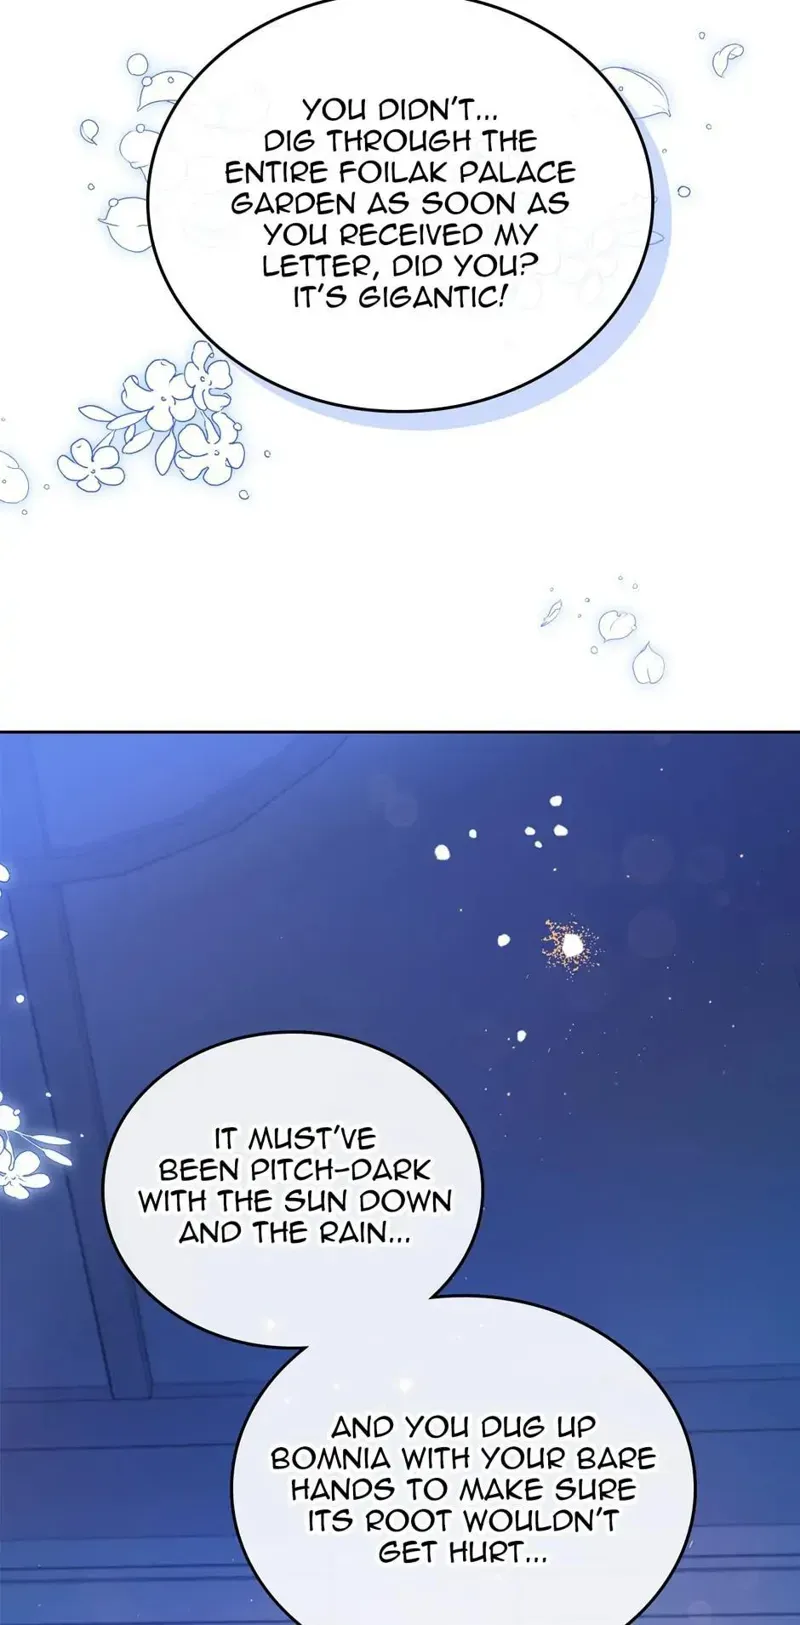 YOU DIDN'T...
DIG THROUGH THE
ENTIRE FOILAK PALACE
GARDEN AS SOON AS
YOU RECEIVED MY
LETTER, DID YOU?
IT'S GIGANTIC!
IT MUST'VE
BEEN PITCH-DARK
WITH THE SUN DOWN
AND THE RAIN...
AND YOU DUG UP
BOMNIA WITH YOUR BARE
HANDS TO MAKE SURE
ITS ROOT WOULDN'T
GET HURT...